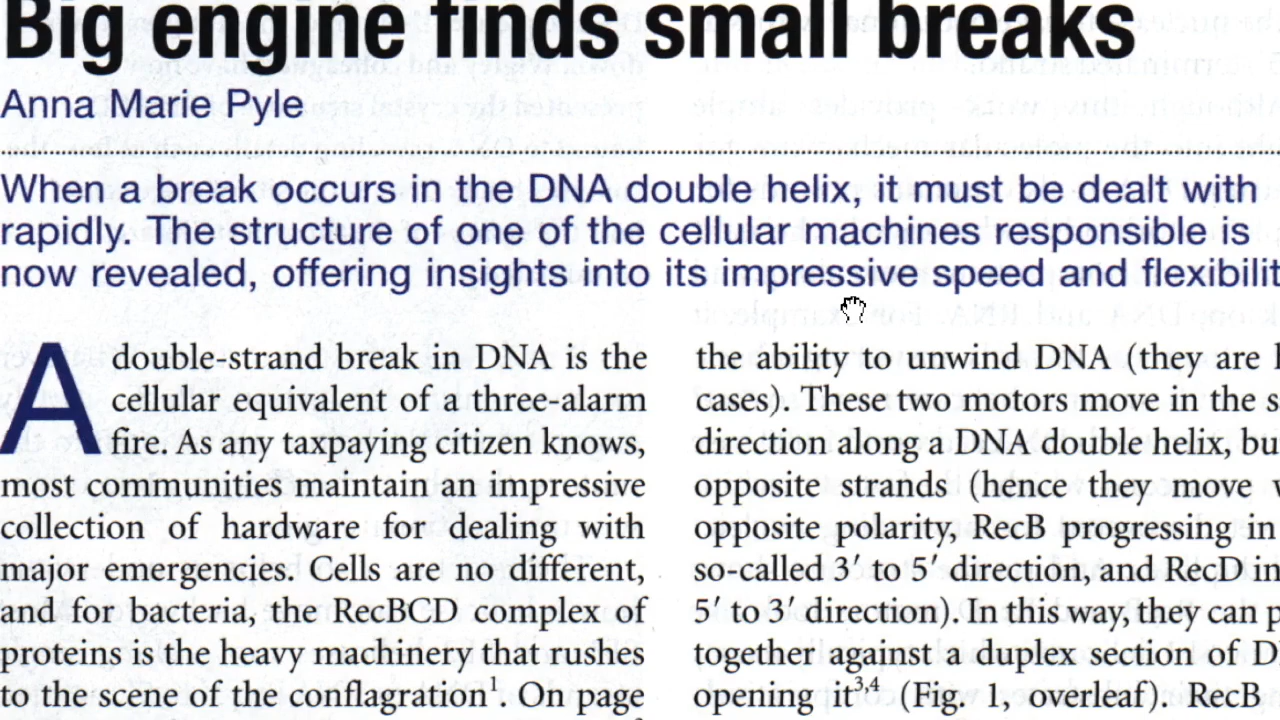 Big engine finds small breaks
Anna Marie Pyle
When a break occurs in the DNA double helix, it must be dealt with
rapidly. The structure of one of the cellular machines responsible is
now revealed, offering insights into its impressive speed and flexibilit
A double-strand break in DNA is the
cellular equivalent of a three-alarm
fire. As any taxpaying citizen knows,
most communities maintain an impressive
collection of hardware for dealing with
major emergencies. Cells are no different,
and for bacteria, the RecBCD complex of
proteins is the heavy machinery that rushes
to the scene of the conflagration¹. On page
the ability to unwind DNA (they are h
cases). These two motors move in the s
direction along a DNA double helix, bu
opposite strands (hence they move w
opposite polarity, RecB progressing in
so-called 3′ to 5′ direction, and RecD in
5′ to 3′ direction). In this way, they can p
together against a duplex section of D
opening it³,⁴ (Fig. 1, overleaf). RecB